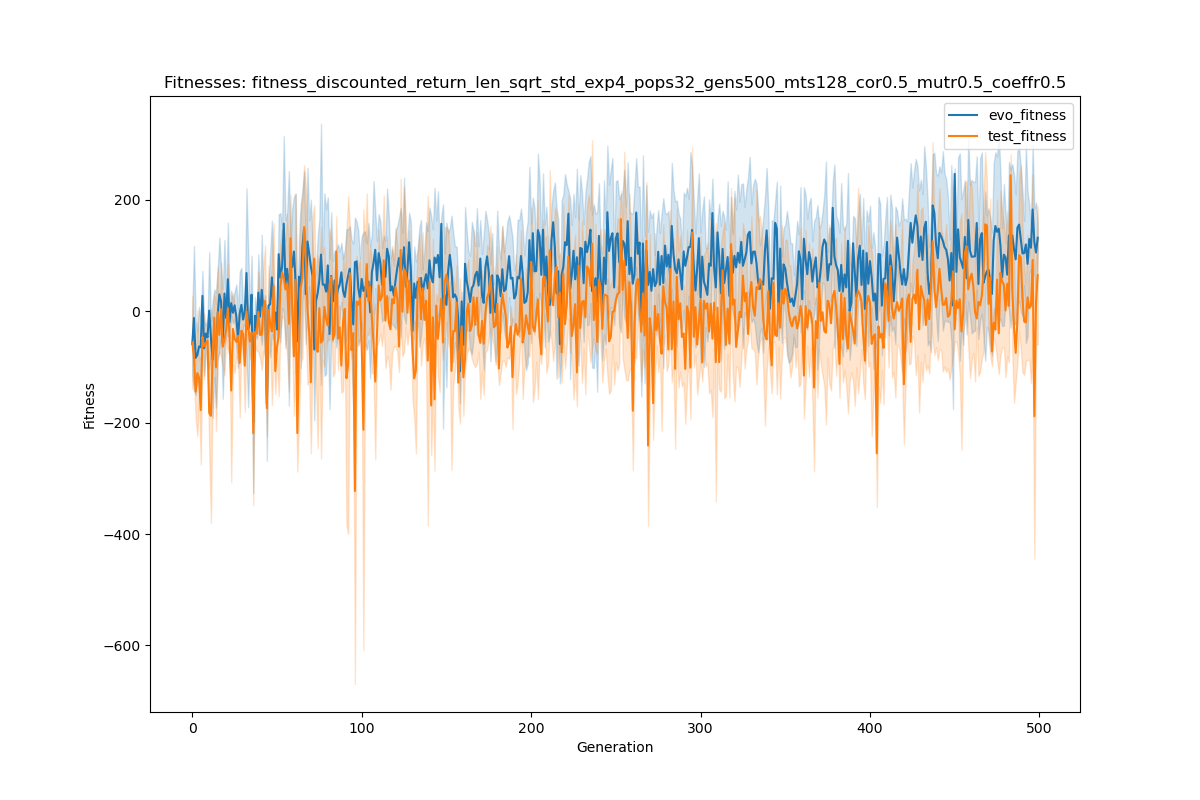 Fitnesses: fitness_discounted_return_len_sqrt_std_exp4_pops32_gens500_mts128_cor0.5_mutr0.5_coeffr0.5
evo_fitness
test_fitness
200
0
−200
−400
−600
Fitness
0 100 200 300 400 500
Generation